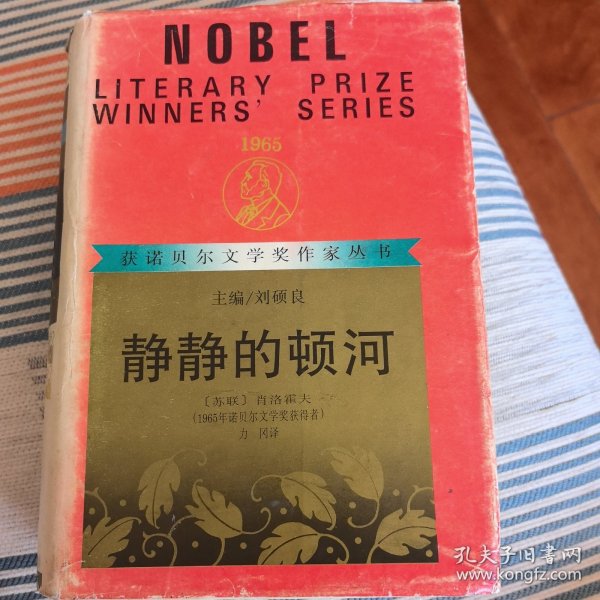 NOBEL
LITERARY PRIZE
WINNERS' SERIES
1965
获诺贝尔文学奖作家丛书
主编/刘硕良
静静的顿河
〔苏联〕肖洛霍夫
(1965年诺贝尔文学奖获得者)
力冈译
孔夫子旧书网
www.kongfz.com